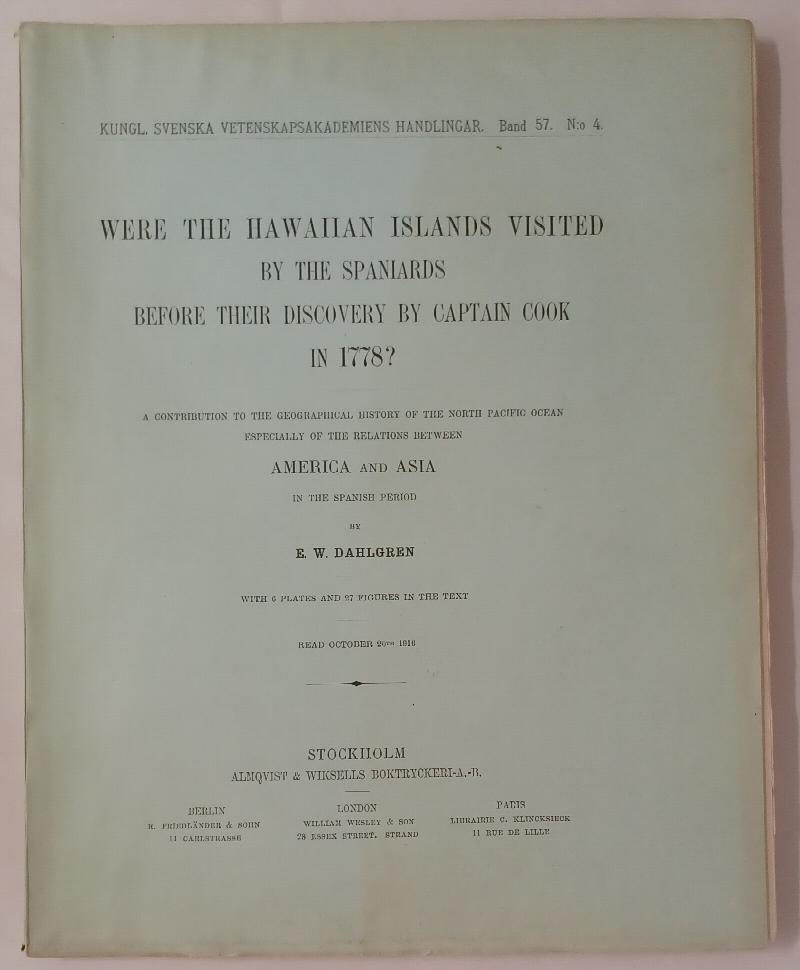 KUNGL. SVENSKA VETENSKAPSAKADEMIENS HANDLINGAR. Band 57. N:o 4.
WERE THE HAWAIIAN ISLANDS VISITED
BY THE SPANIARDS
BEFORE THEIR DISCOVERY BY CAPTAIN COOK
IN 1778?
A CONTRIBUTION TO THE GEOGRAPHICAL HISTORY OF THE NORTH PACIFIC OCEAN
ESPECIALLY OF THE RELATIONS BETWEEN
AMERICA AND ASIA
IN THE SPANISH PERIOD
BY
E. W. DAHLGREN
WITH 6 PLATES AND 27 FIGURES IN THE TEXT
READ OCTOBER 26TH 1916
STOCKHOLM
ALMQVIST & WIKSELLS BOKTRYCKERI-A.-B.
BERLIN
R. FRIEDLÄNDER & SOHN
11 CARLSTRASSE
LONDON
WILLIAM WESLEY & SON
28 ESSEX STREET, STRAND
PARIS
LIBRAIRIE C. KLINCKSIECK
11 RUE DE LILLE